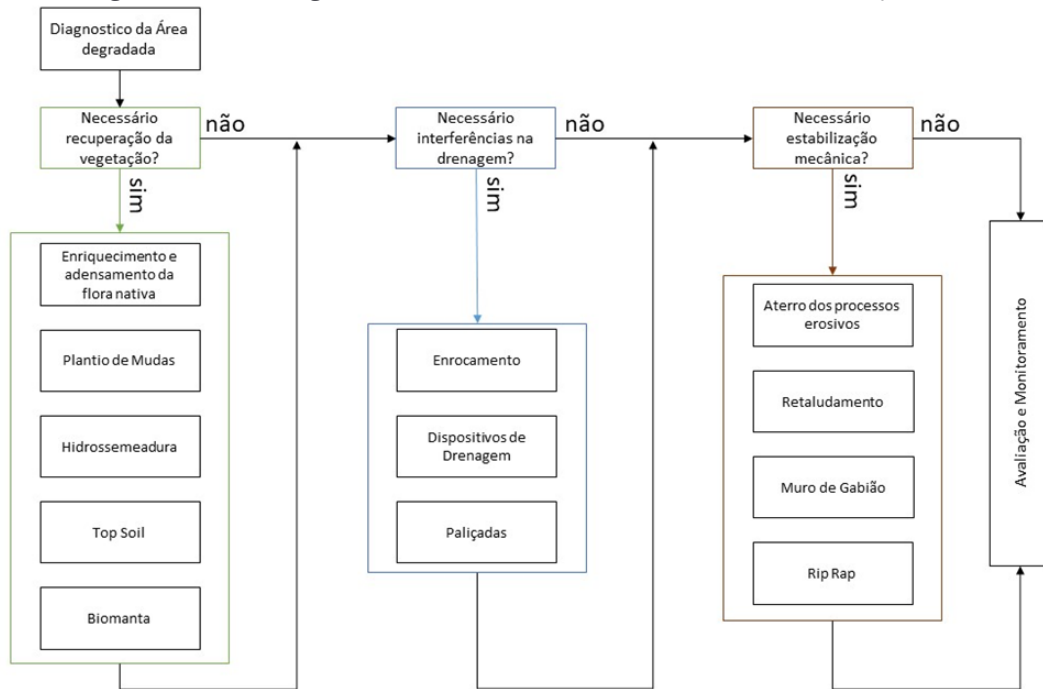 Diagnostico da Área
degradada
Necessário
recuperação da
vegetação?
não
sim
Enriquecimento e
adensamento da
flora nativa
Plantio de Mudas
Hidrossemeadura
Top Soil
Biomanta
Necessário
interferências na
drenagem?
não
sim
Enrocamento
Dispositivos de
Drenagem
Paliçadas
Necessário
estabilização
mecânica?
não
sim
Aterro dos processos
erosivos
Retaludamento
Muro de Gabião
Rip Rap
Avaliação e Monitoramento